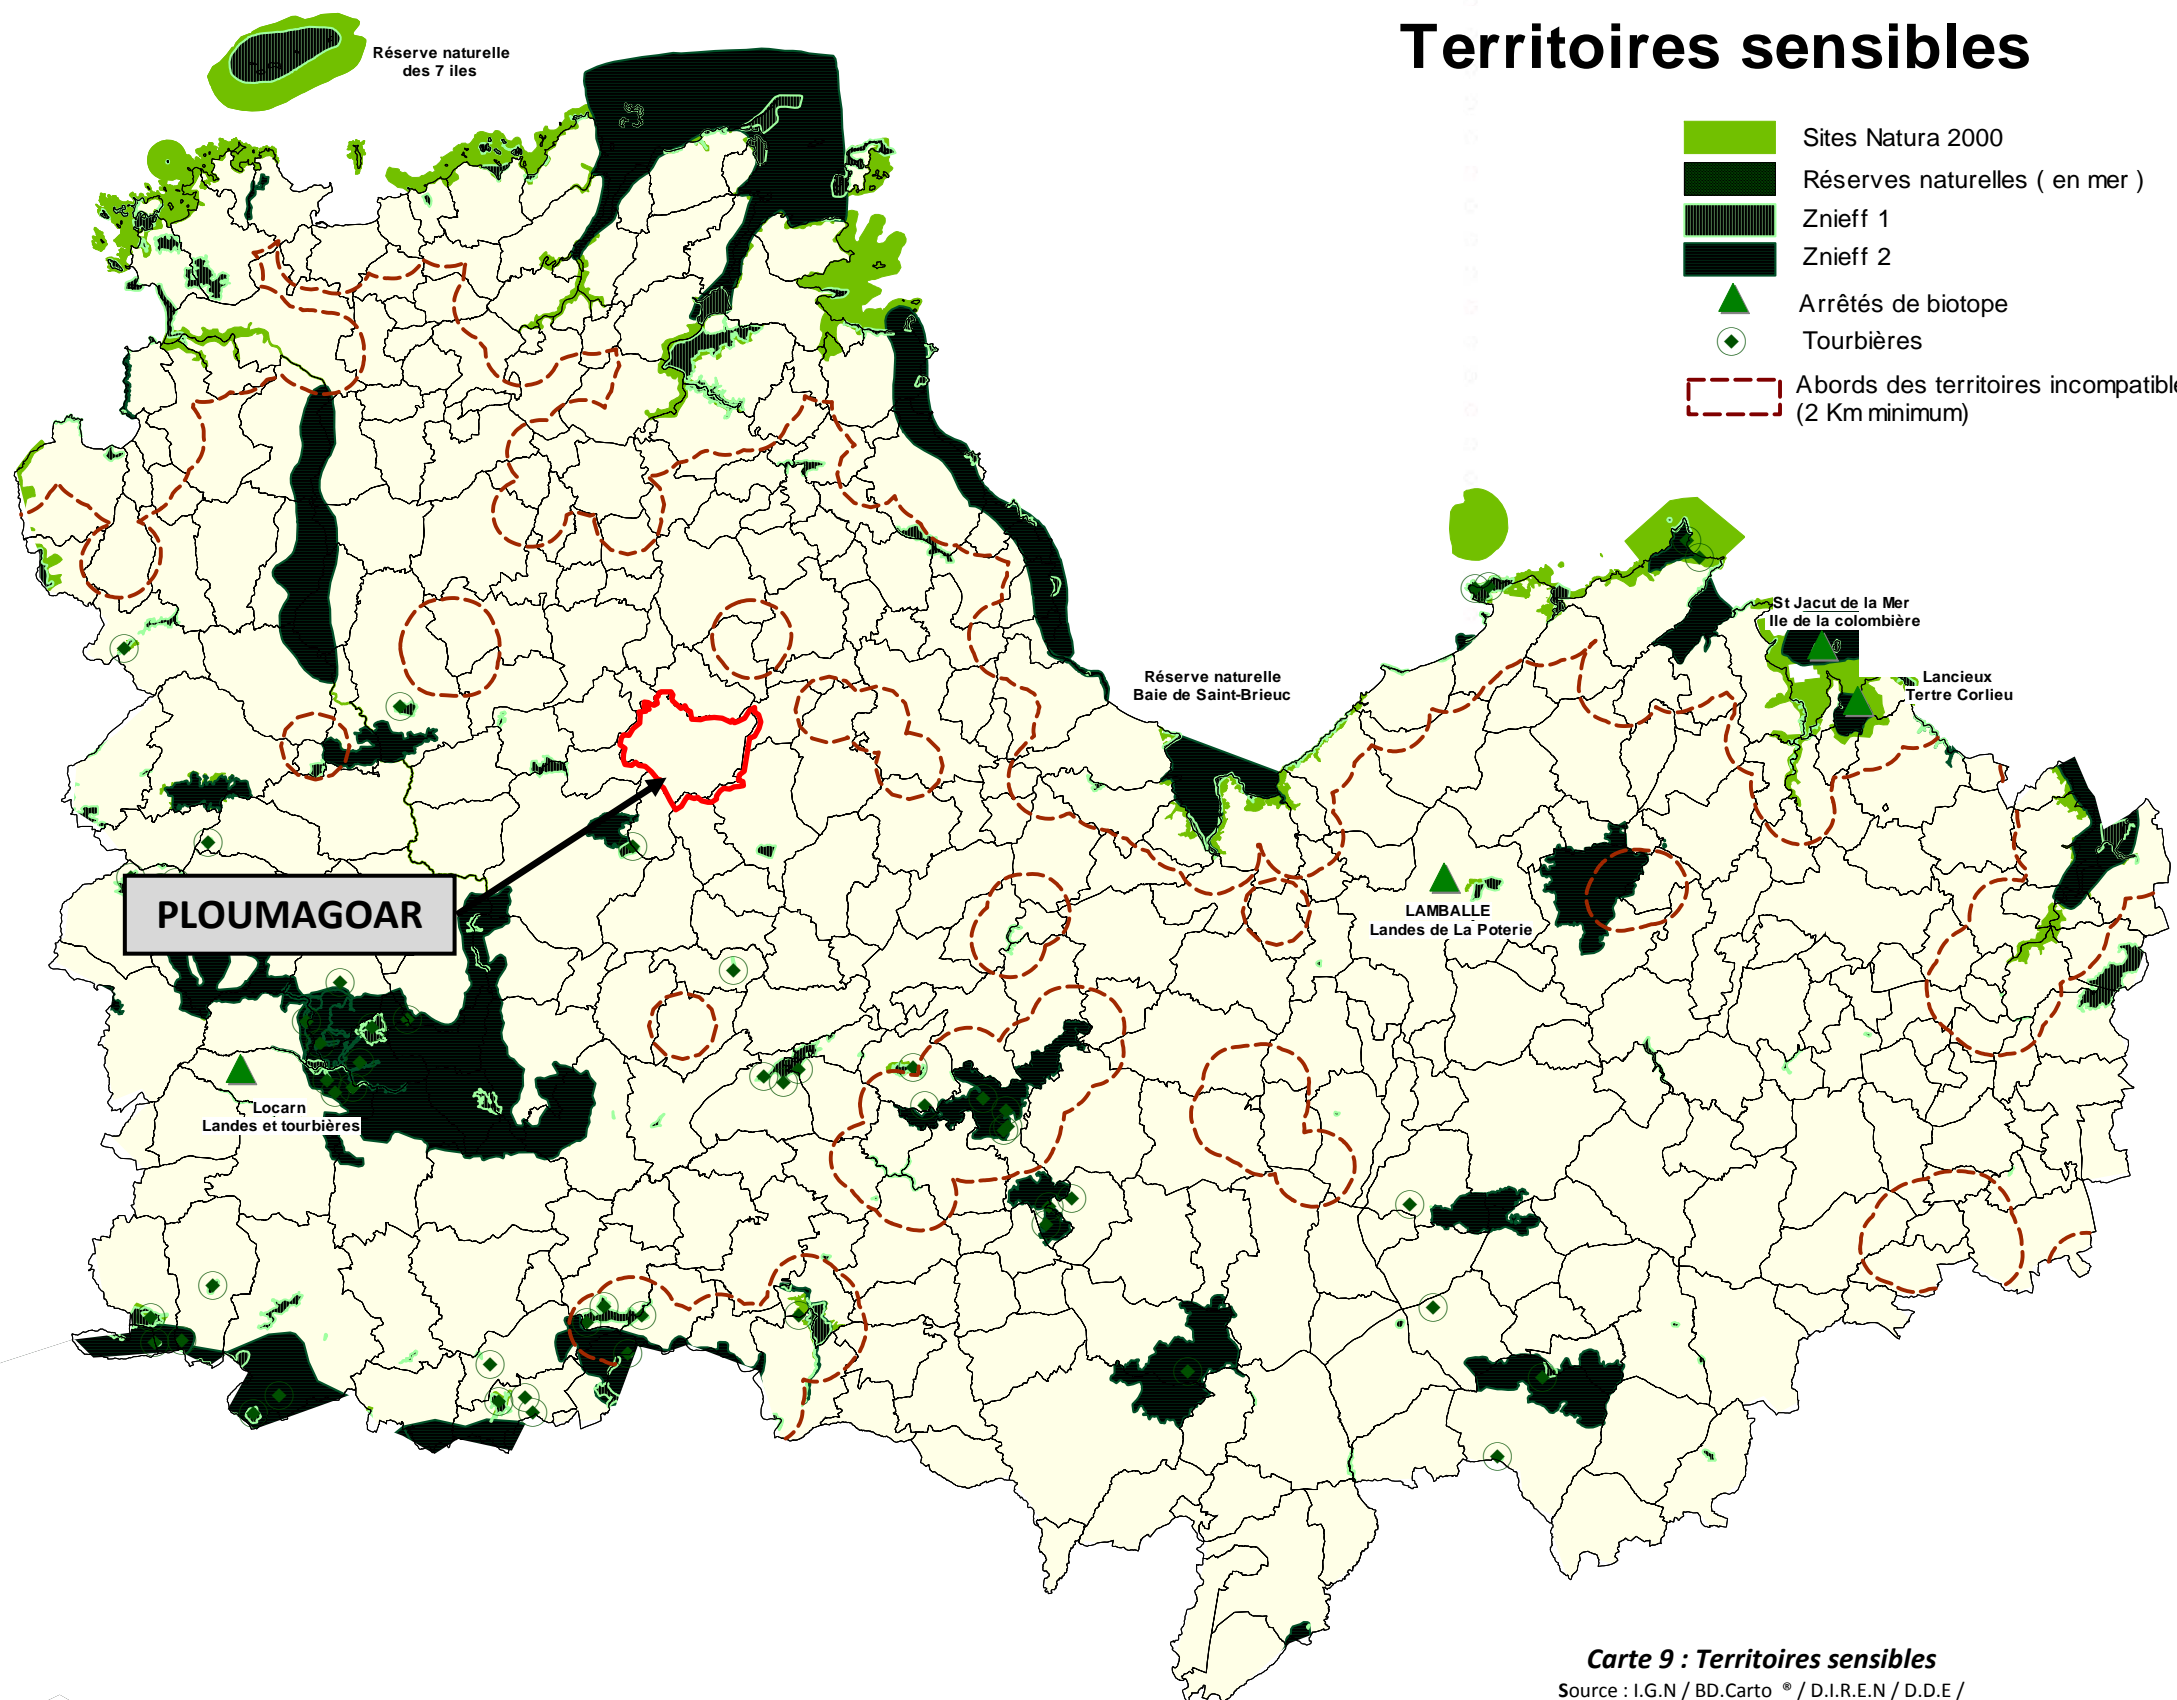 Territoires sensibles
Réserve naturelle
des 7 iles
Sites Natura 2000
Réserves naturelles ( en mer )
Znieff 1
Znieff 2
Arrêtés de biotope
Tourbières
Abords des territoires incompatible
(2 Km minimum)
St Jacut de la Mer
Ile de la colombière
Réserve naturelle
Baie de Saint-Brieuc
Lancieux
Tertre Corlieu
PLOUMAGOAR
LAMBALLE
Landes de La Poterie
Locarn
Landes et tourbières
Carte 9 : Territoires sensibles
Source : I.G.N / BD.Carto ® / D.I.R.E.N / D.D.E /